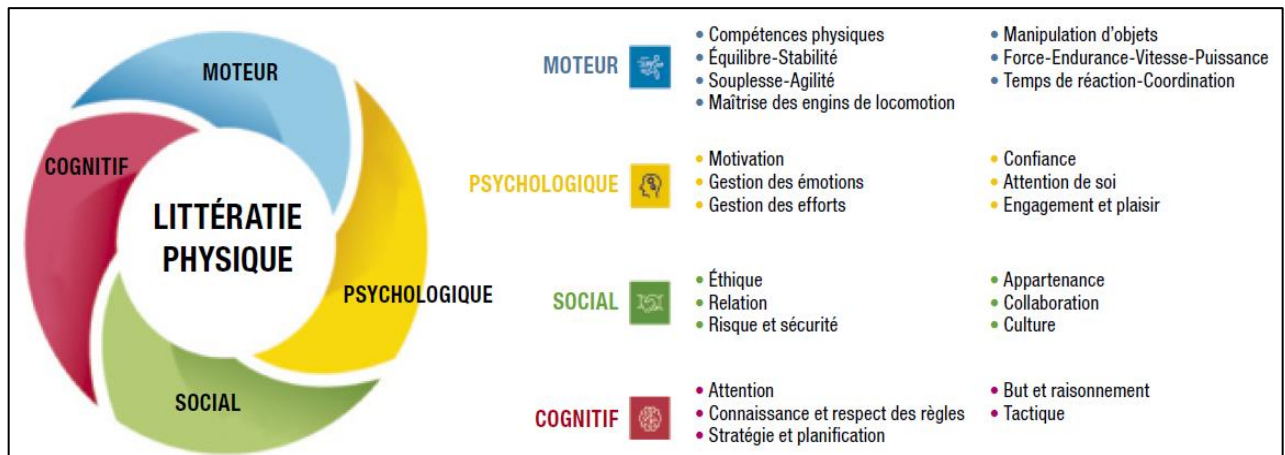 MOTEUR
COGNITIF
LITTÉRATIE
PHYSIQUE
PSYCHOLOGIQUE
SOCIAL
MOTEUR
• Compétences physiques
• Équilibre-Stabilité
• Souplesse-Agilité
• Maîtrise des engins de locomotion
• Manipulation d'objets
• Force-Endurance-Vitesse-Puissance
• Temps de réaction-Coordination
PSYCHOLOGIQUE
• Motivation
• Gestion des émotions
• Gestion des efforts
• Confiance
• Attention de soi
• Engagement et plaisir
SOCIAL
• Éthique
• Relation
• Risque et sécurité
• Appartenance
• Collaboration
• Culture
COGNITIF
• Attention
• Connaissance et respect des règles
• Stratégie et planification
• But et raisonnement
• Tactique